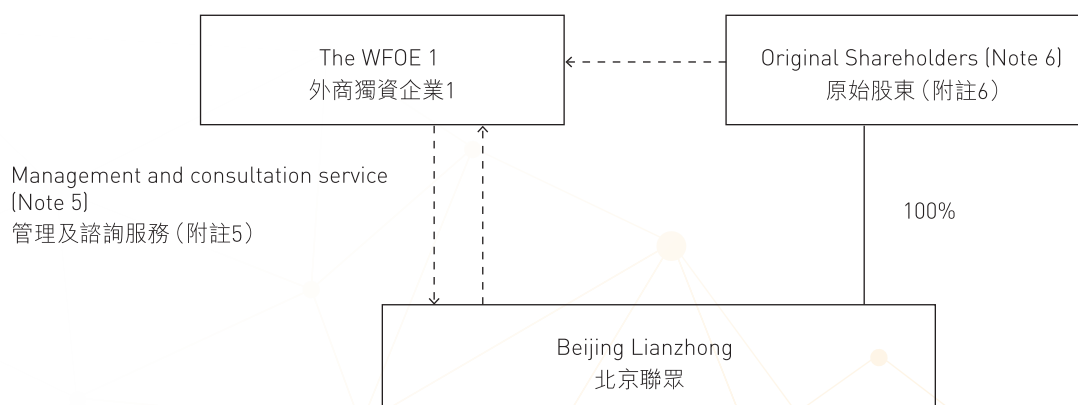 The WFOE 1
外商獨資企業1
Original Shareholders (Note 6)
原始股東（附註6）
Management and consultation service
(Note 5)
管理及諮詢服務（附註5）
100%
Beijing Lianzhong
北京聯眾